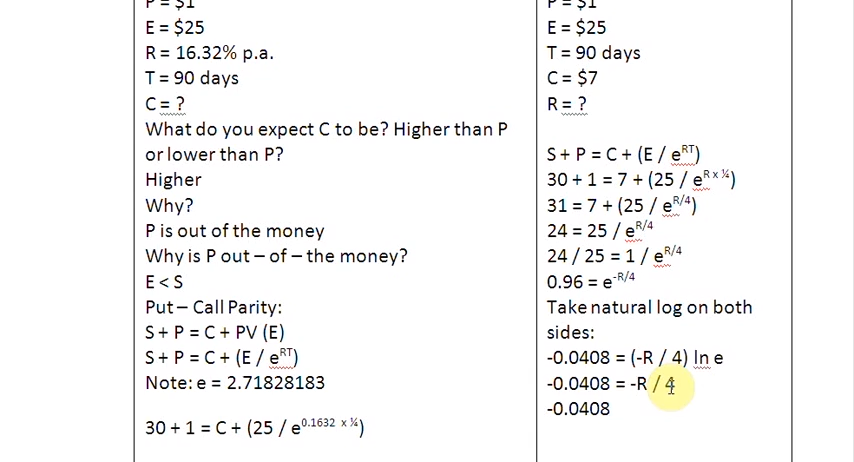 P = $1
E = $25
R = 16.32% p.a.
T = 90 days
C = ?
What do you expect C to be? Higher than P
or lower than P?
Higher
Why?
P is out of the money
Why is P out – of – the money?
E < S
Put – Call Parity:
S + P = C + PV (E)
S + P = C + (E / eᴿᵀ)
Note: e = 2.71828183
30 + 1 = C + (25 / e^0.1632 x ¼)
P = $1
E = $25
T = 90 days
C = $7
R = ?
S + P = C + (E / eᴿᵀ)
30 + 1 = 7 + (25 / e^R x ¼)
31 = 7 + (25 / e^R/4)
24 = 25 / e^R/4
24 / 25 = 1 / e^R/4
0.96 = e^-R/4
Take natural log on both
sides:
-0.0408 = (-R / 4) ln e
-0.0408 = -R / 4
-0.0408